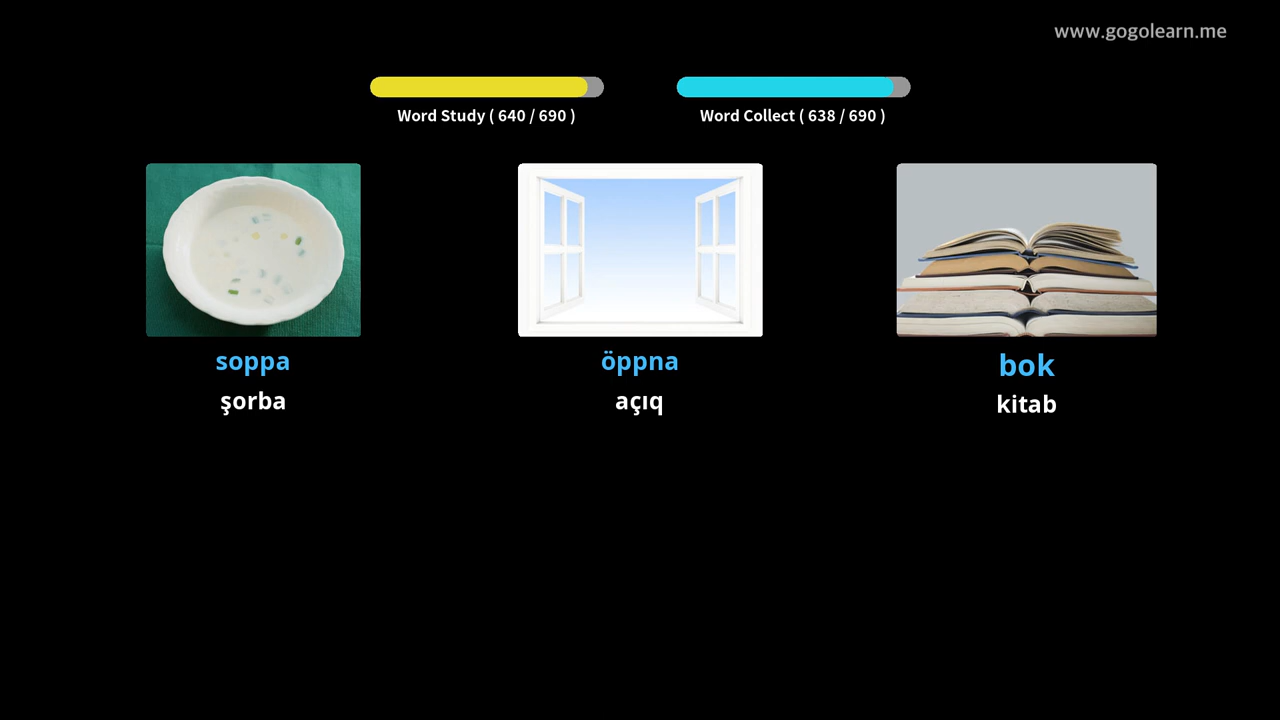 www.gogolearn.me
Word Study ( 640 / 690 )
Word Collect ( 638 / 690 )
soppa
şorba
öppna
açıq
bok
kitab